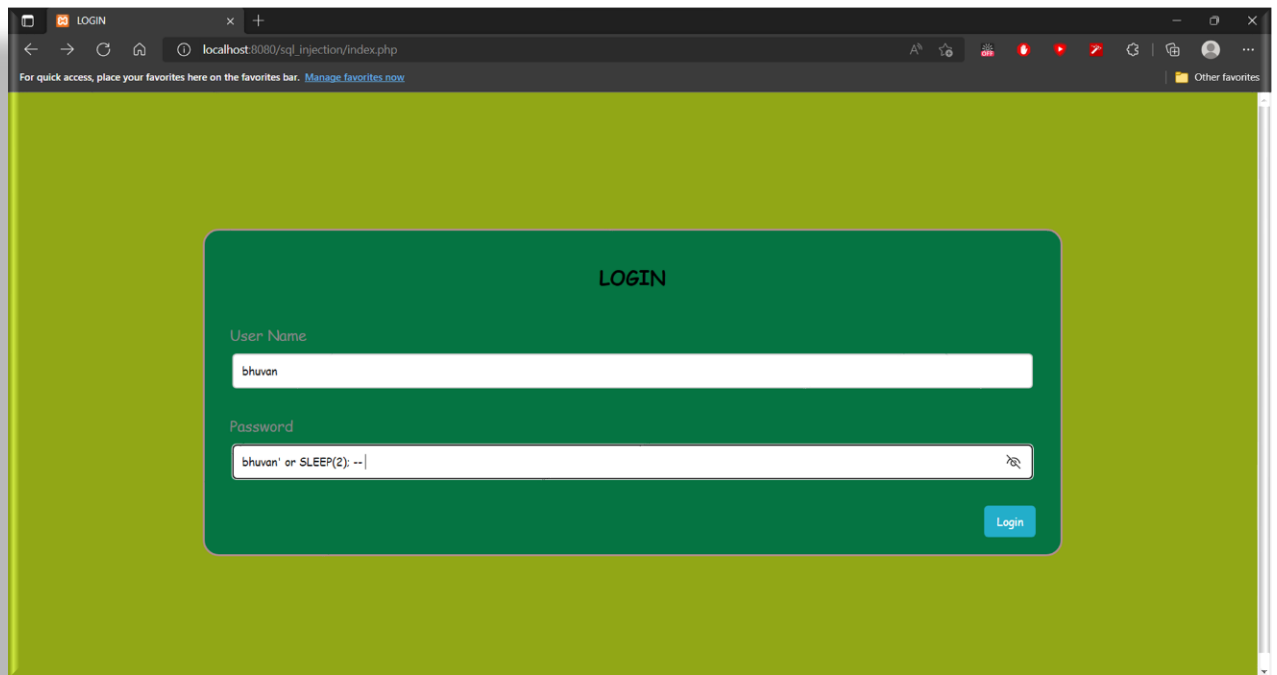 LOGIN
localhost:8080/sql_injection/index.php
For quick access, place your favorites here on the favorites bar. Manage favorites now
Other favorites
LOGIN
User Name
bhuvan
Password
bhuvan' or SLEEP(2); --
Login